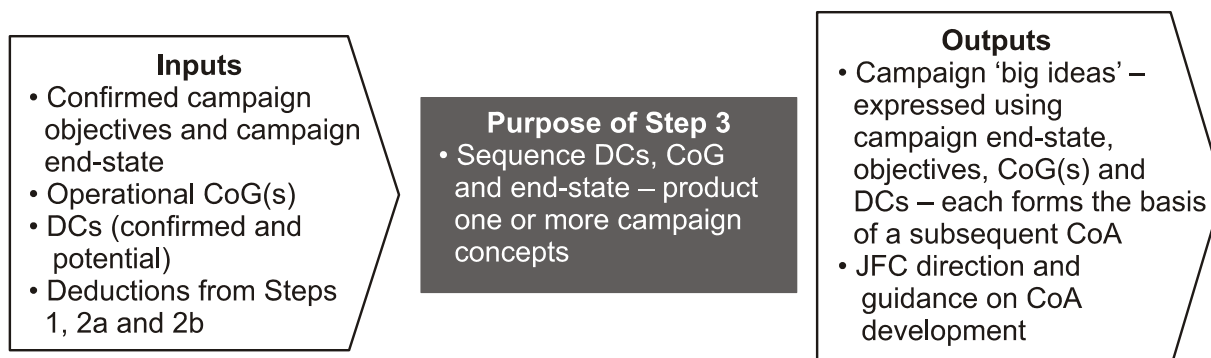 Inputs
• Confirmed campaign
objectives and campaign
end-state
• Operational CoG(s)
• DCs (confirmed and
potential)
• Deductions from Steps
1, 2a and 2b
Purpose of Step 3
• Sequence DCs, CoG
and end-state – product
one or more campaign
concepts
Outputs
• Campaign ‘big ideas’ –
expressed using
campaign end-state,
objectives, CoG(s) and
DCs – each forms the basis
of a subsequent CoA
• JFC direction and
guidance on CoA
development